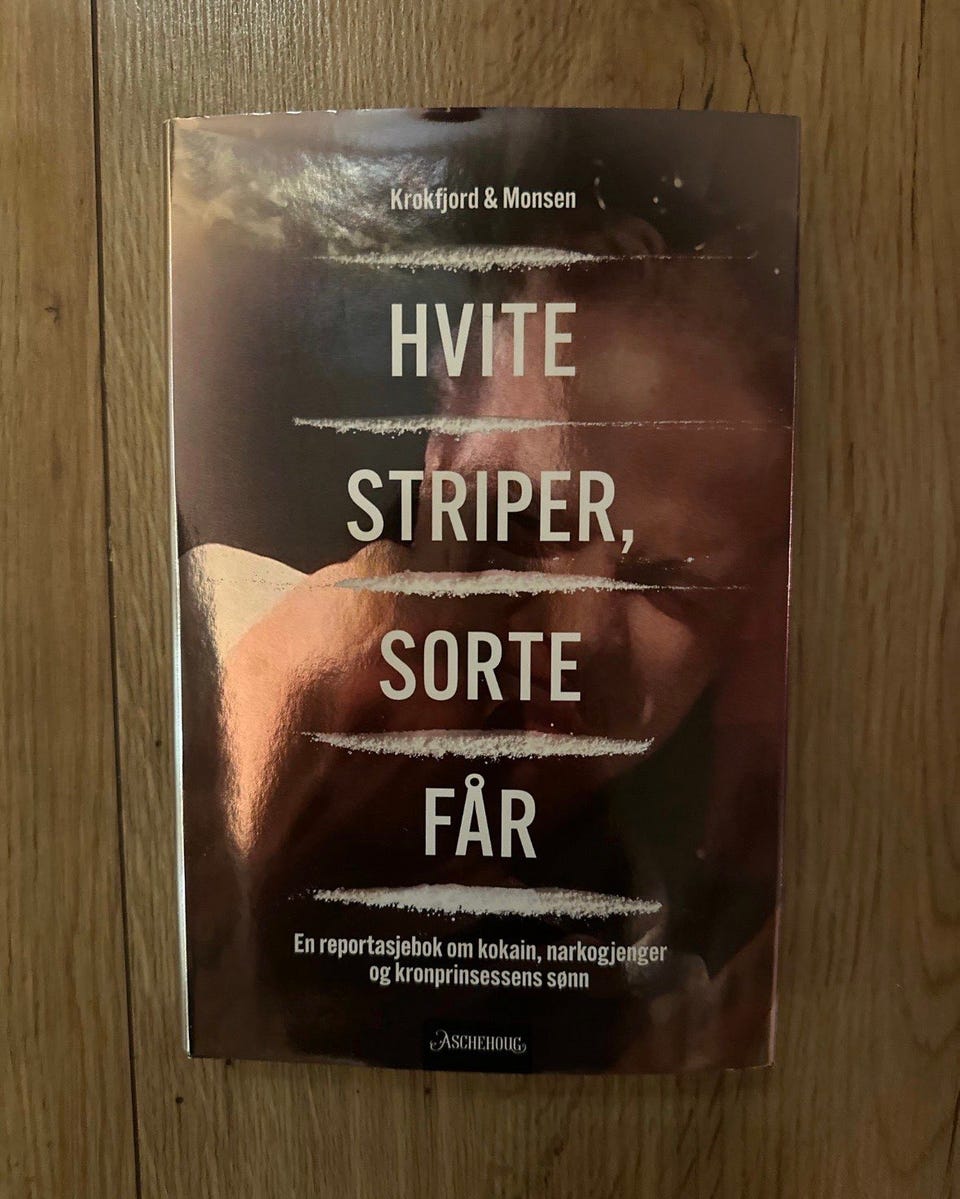 Krokfjord & Monsen
HVITE
STRIPER,
SORTE
FÅR
En reportasjebok om kokain, narkogjenger
og kronprinsessens sønn
ASCHEHOUG